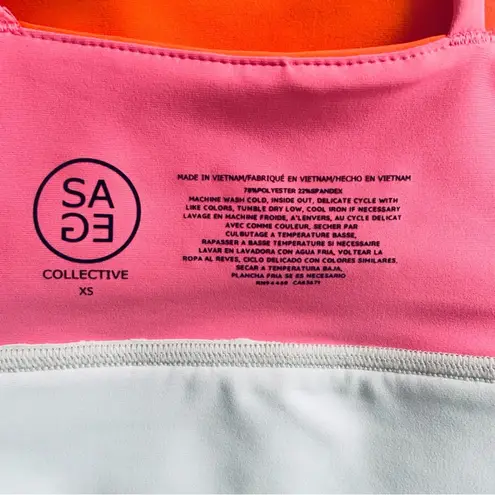 SA
GE
COLLECTIVE
XS
MADE IN VIETNAM/FABRIQUÉ EN VIETNAM/HECHO EN VIETNAM
78%POLYESTER 22%SPANDEX
MACHINE WASH COLD, INSIDE OUT, DELICATE CYCLE WITH
LIKE COLORS, TUMBLE DRY LOW, COOL IRON IF NECESSARY
LAVAGE EN MACHINE FROIDE, A'LENVERS, AU CYCLE DELICAT
AVEC COMME COULEUR, SECHER PAR
CULBUTAGE A TEMPERATURE BASSE,
RAPASSER A BASSE TEMPERATURE SI NECESSAIRE
LAVAR EN LAVADORA CON AGUA FRIA, VOLTEAR LA
ROPA AL REVES, CICLO DELICADO CON COLORES SIMILARES.
SECAR A TEMPERATURA BAJA,
PLANCHA FRIA SE ES NECESARIO